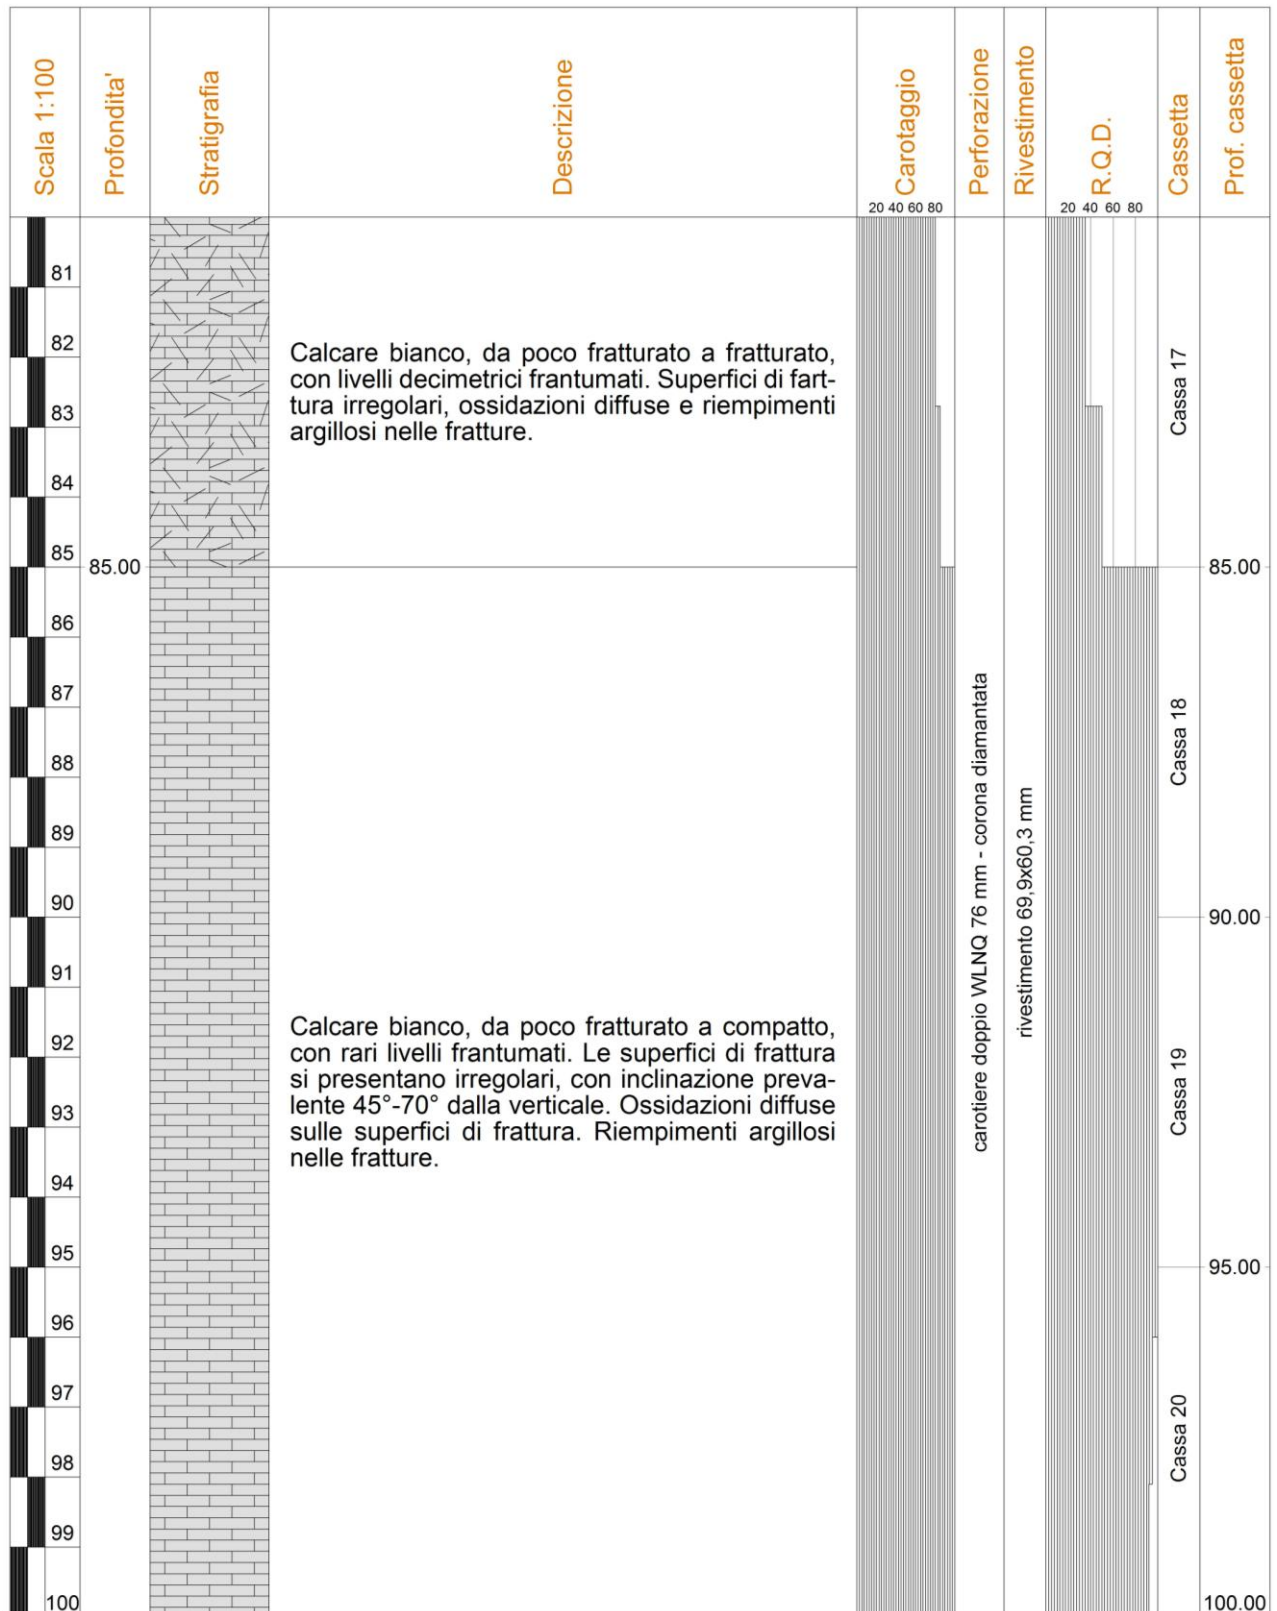 Scala 1:100
Profondita'
Stratigrafia
Descrizione
Carotaggio
Perforazione
Rivestimento
R.Q.D.
Cassetta
Prof. cassetta
20 40 60 80
20 40 60 80
81
82
83
84
85
86
87
88
89
90
91
92
93
94
95
96
97
98
99
100
85.00
Calcare bianco, da poco fratturato a fratturato,
con livelli decimetrici frantumati. Superfici di fart-
tura irregolari, ossidazioni diffuse e riempimenti
argillosi nelle fratture.
Calcare bianco, da poco fratturato a compatto,
con rari livelli frantumati. Le superfici di frattura
si presentano irregolari, con inclinazione preva-
lente 45°-70° dalla verticale. Ossidazioni diffuse
sulle superfici di frattura. Riempimenti argillosi
nelle fratture.
carotiere doppio WLNQ 76 mm - corona diamantata
rivestimento 69,9x60,3 mm
Cassa 17
Cassa 18
Cassa 19
Cassa 20
85.00
90.00
95.00
100.00